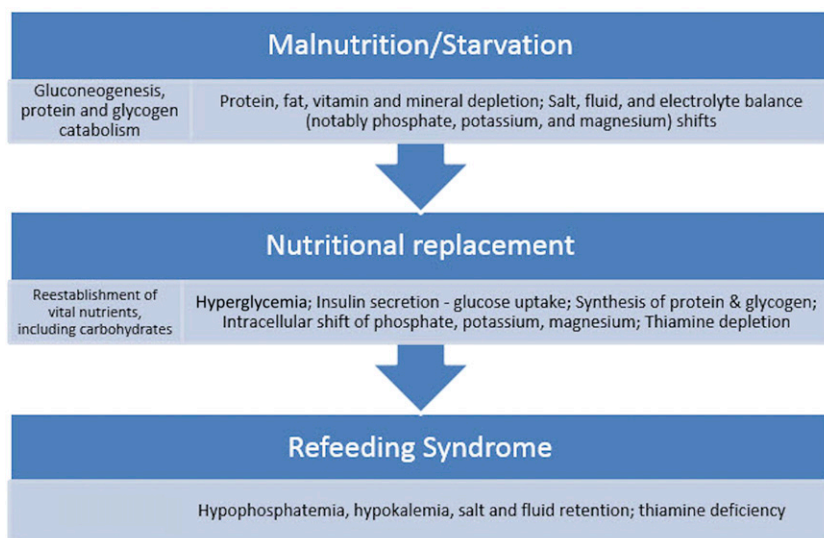 Malnutrition/Starvation
Gluconeogenesis,
protein and glycogen
catabolism
Protein, fat, vitamin and mineral depletion; Salt, fluid, and electrolyte balance
(notably phosphate, potassium, and magnesium) shifts
Nutritional replacement
Reestablishment of
vital nutrients,
including carbohydrates
Hyperglycemia; Insulin secretion - glucose uptake; Synthesis of protein & glycogen;
Intracellular shift of phosphate, potassium, magnesium; Thiamine depletion
Refeeding Syndrome
Hypophosphatemia, hypokalemia, salt and fluid retention; thiamine deficiency